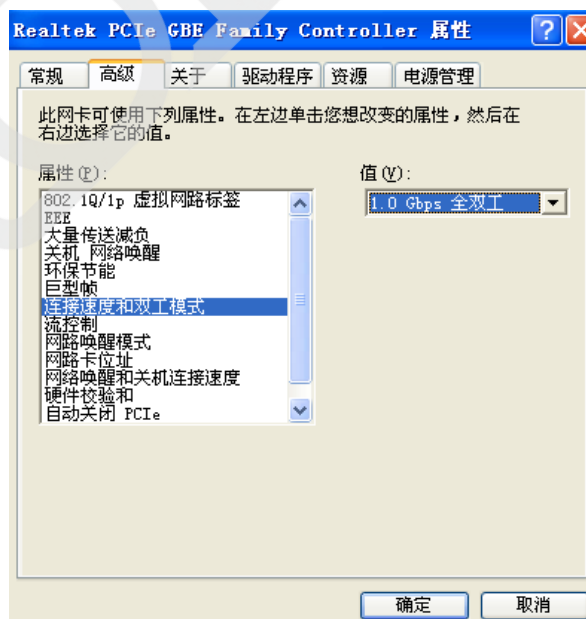 Realtek PCIe GBE Family Controller 属性
常规 高级 关于 驱动程序 资源 电源管理
此网卡可使用下列属性。在左边单击您想改变的属性，然后在
右边选择它的值。
属性(P): 值(V):
802.1Q/1p 虚拟网路标签 1.0 Gbps 全双工
EEE
大量传送减负
关机 网络唤醒
环保节能
巨型帧
连接速度和双工模式
流控制
网路唤醒模式
网路卡位址
网络唤醒和关机连接速度
硬件校验和
自动关闭 PCIe
确定 取消